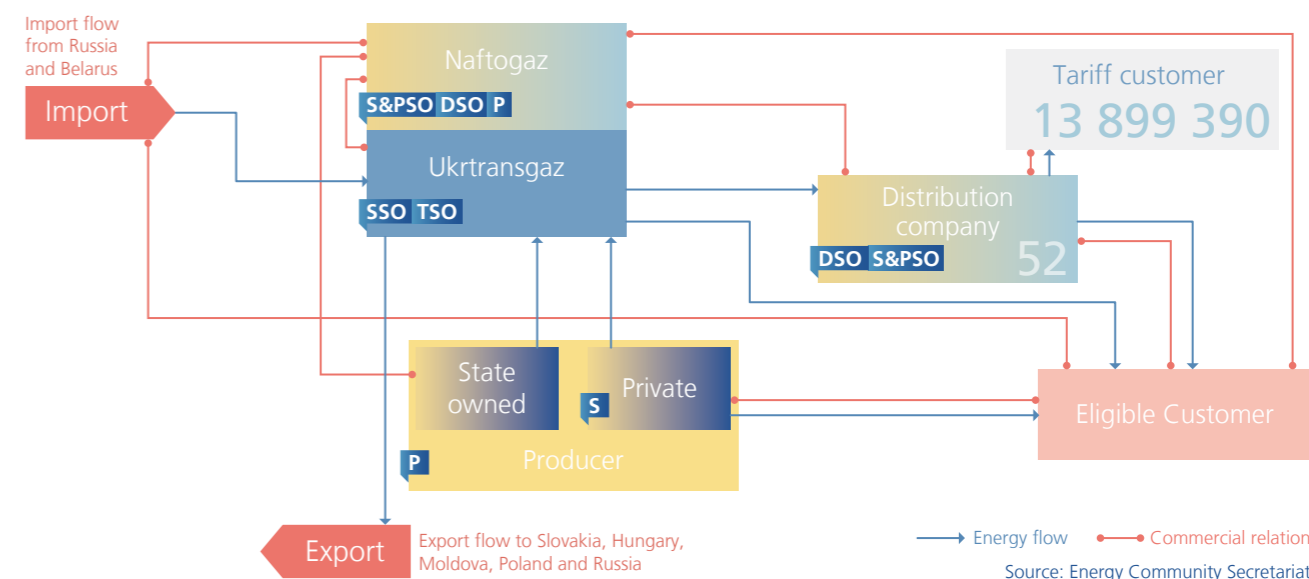 Import flow
from Russia
and Belarus
Import
Naftogaz
S&PSO DSO P
Ukrtransgaz
SSO TSO
Tariff customer
13 899 390
Distribution
company
52
DSO S&PSO
State
owned
Private
S
P
Producer
Eligible Customer
Export
Export flow to Slovakia, Hungary,
Moldova, Poland and Russia
Energy flow
Commercial relation
Source: Energy Community Secretariat